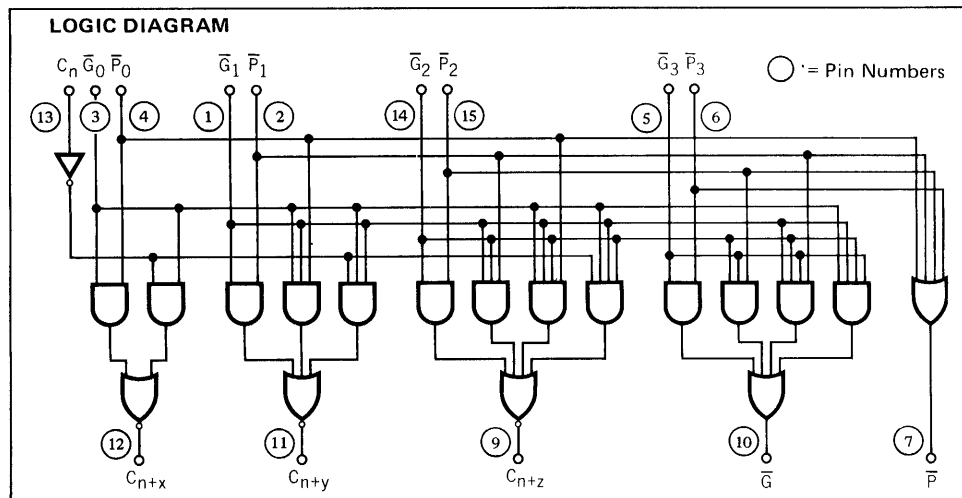 LOGIC DIAGRAM
Cn G̅0 P̅0 G̅1 P̅1 G̅2 P̅2 G̅3 P̅3
= Pin Numbers
13 3 4 1 2 14 15 5 6
12 11 9 10 7
Cn+x Cn+y Cn+z G̅ P̅